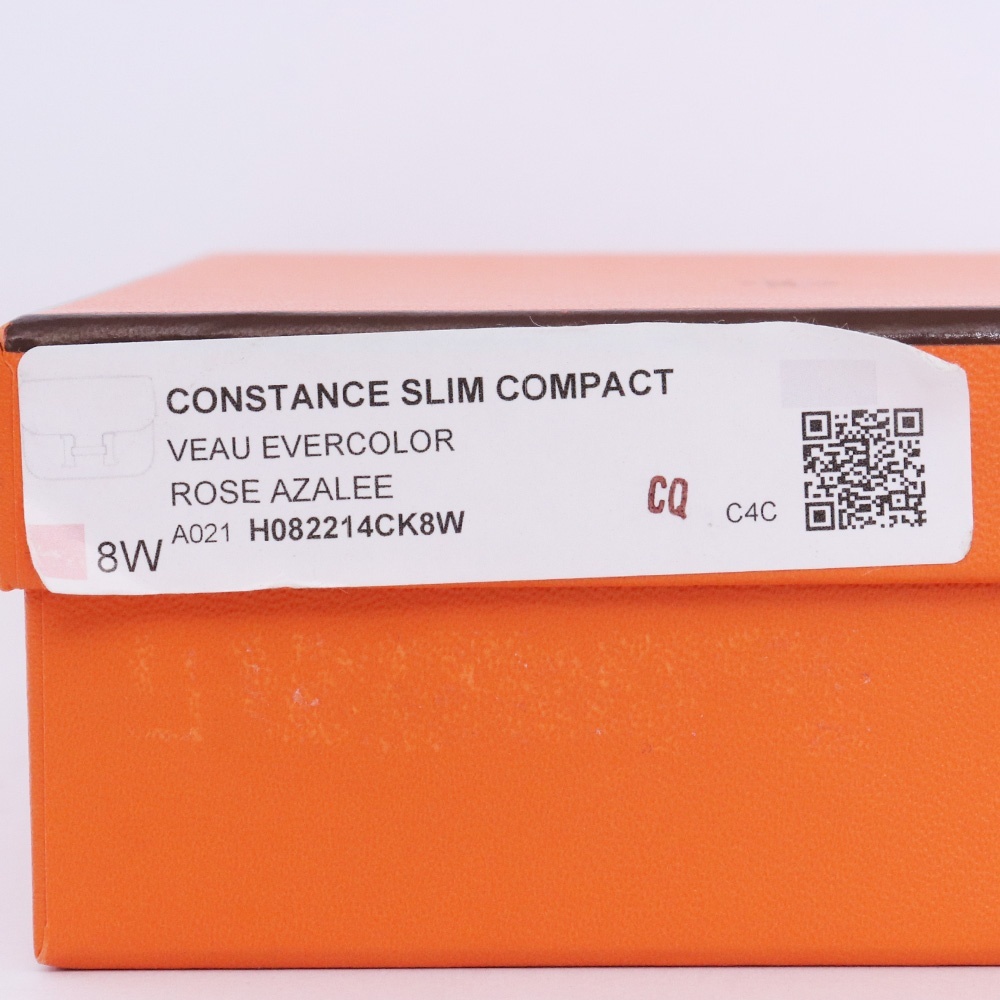 CONSTANCE SLIM COMPACT
VEAU EVERCOLOR
ROSE AZALEE
A021 H082214CK8W
8W
CQ
C4C